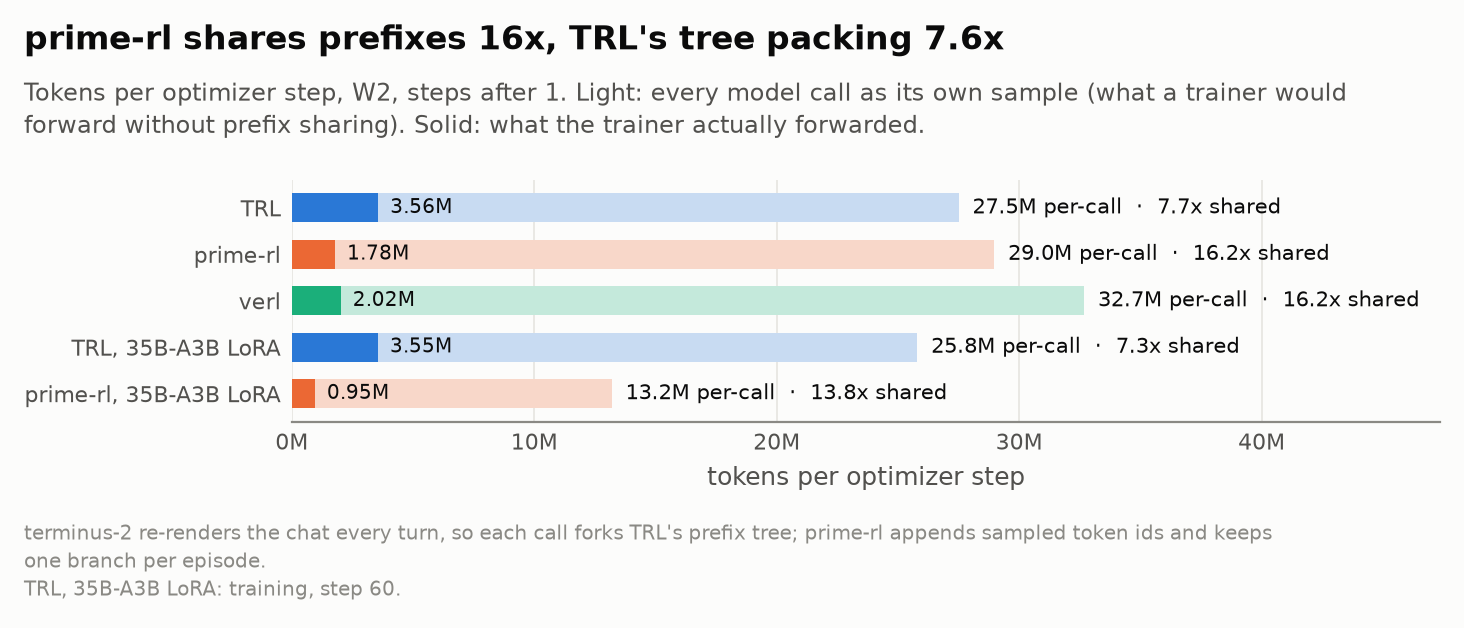 prime-rl shares prefixes 16x, TRL's tree packing 7.6x
Tokens per optimizer step, W2, steps after 1. Light: every model call as its own sample (what a trainer would
forward without prefix sharing). Solid: what the trainer actually forwarded.
TRL 3.56M 27.5M per-call · 7.7x shared
prime-rl 1.78M 29.0M per-call · 16.2x shared
verl 2.02M 32.7M per-call · 16.2x shared
TRL, 35B-A3B LoRA 3.55M 25.8M per-call · 7.3x shared
prime-rl, 35B-A3B LoRA 0.95M 13.2M per-call · 13.8x shared
0M 10M 20M 30M 40M
tokens per optimizer step
terminus-2 re-renders the chat every turn, so each call forks TRL's prefix tree; prime-rl appends sampled token ids and keeps
one branch per episode.
TRL, 35B-A3B LoRA: training, step 60.